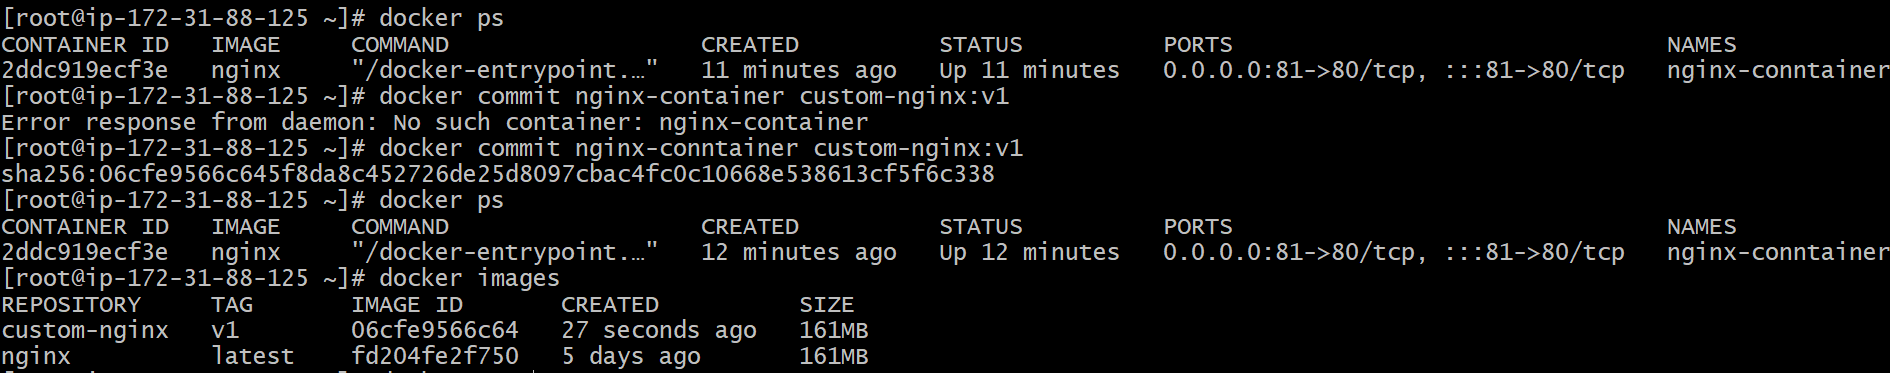 [root@ip-172-31-88-125 ~]# docker ps
CONTAINER ID   IMAGE     COMMAND                  CREATED          STATUS          PORTS                               NAMES
2ddc919ecf3e   nginx     "/docker-entrypoint.…"   11 minutes ago   Up 11 minutes   0.0.0.0:81->80/tcp, :::81->80/tcp   nginx-conntainer
[root@ip-172-31-88-125 ~]# docker commit nginx-container custom-nginx:v1
Error response from daemon: No such container: nginx-container
[root@ip-172-31-88-125 ~]# docker commit nginx-conntainer custom-nginx:v1
sha256:06cfe9566c645f8da8c452726de25d8097cbac4fc0c10668e538613cf5f6c338
[root@ip-172-31-88-125 ~]# docker ps
CONTAINER ID   IMAGE     COMMAND                  CREATED          STATUS          PORTS                               NAMES
2ddc919ecf3e   nginx     "/docker-entrypoint.…"   12 minutes ago   Up 12 minutes   0.0.0.0:81->80/tcp, :::81->80/tcp   nginx-conntainer
[root@ip-172-31-88-125 ~]# docker images
REPOSITORY     TAG       IMAGE ID       CREATED          SIZE
custom-nginx   v1        06cfe9566c64   27 seconds ago   161MB
nginx          latest    fd204fe2f750   5 days ago       161MB